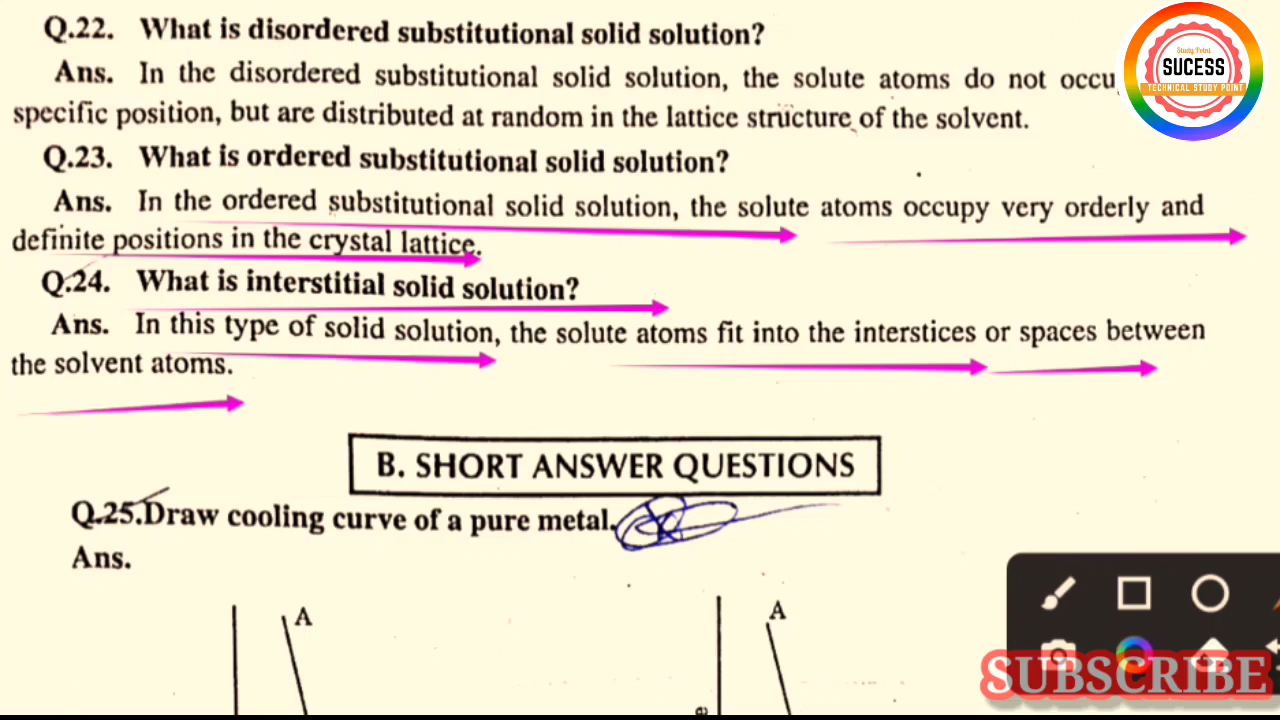 Q.22. What is disordered substitutional solid solution?
Ans. In the disordered substitutional solid solution, the solute atoms do not
specific position, but are distributed at random in the lattice structure of the solvent.
Q.23. What is ordered substitutional solid solution?
Ans. In the ordered substitutional solid solution, the solute atoms occupy very orderly and
definite positions in the crystal lattice.
Q.24. What is interstitial solid solution?
Ans. In this type of solid solution, the solute atoms fit into the interstices or spaces between
the solvent atoms.
B. SHORT ANSWER QUESTIONS
Q.25. Draw cooling curve of a pure metal.
Ans.
A
A
Study Point
SUCESS
TECHNICAL STUDY POINT
SUBSCRIBE